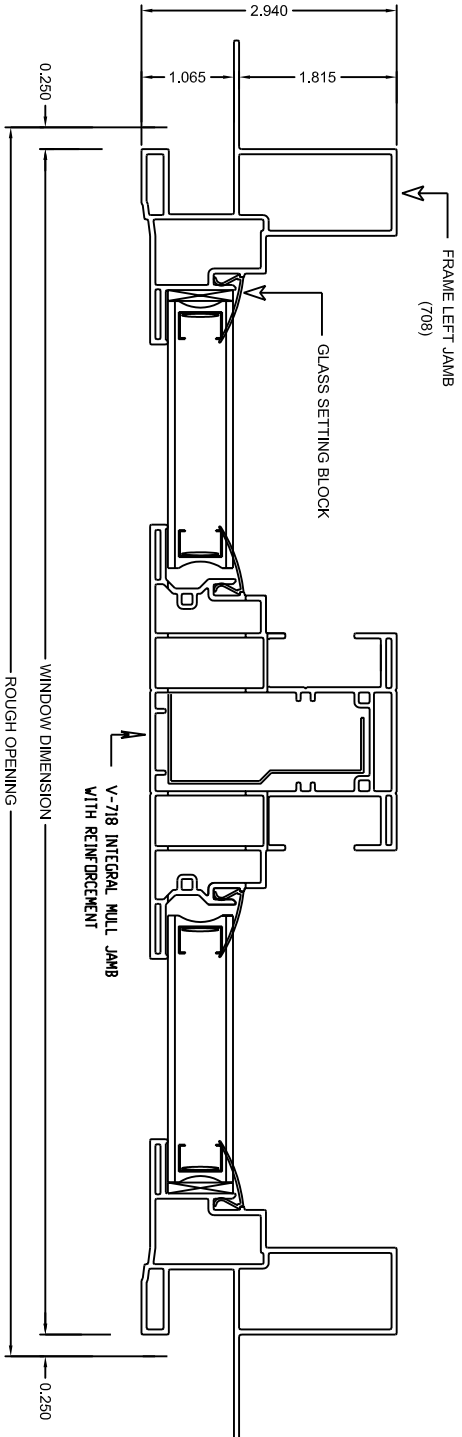 2.940
1.065
1.815
0.250
FRAME LEFT JAMB
(708)
GLASS SETTING BLOCK
V-718 INTEGRAL MULL JAMB
WITH REINFORCEMENT
WINDOW DIMENSION
ROUGH OPENING
0.250